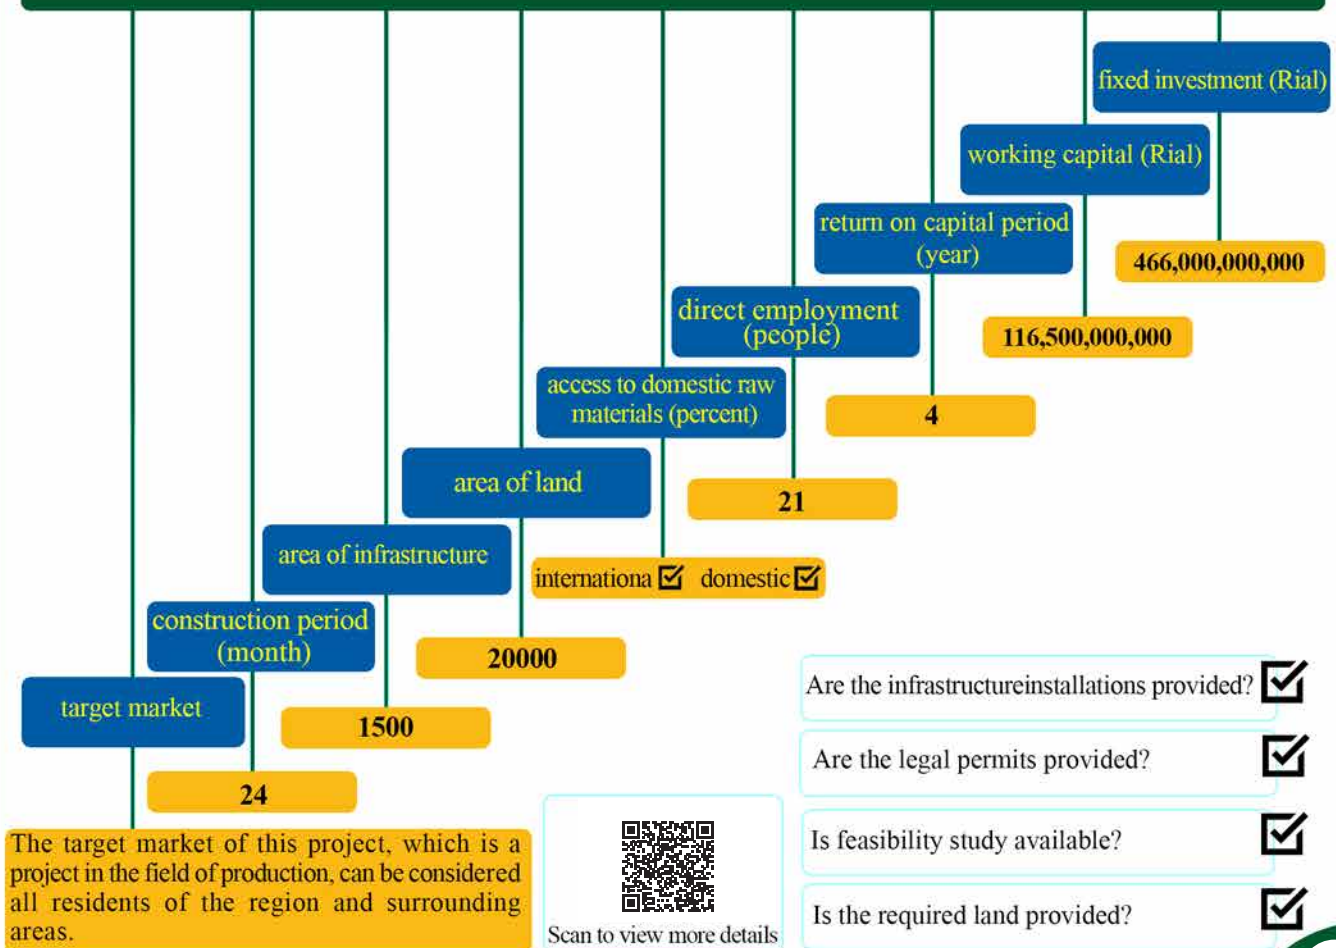 fixed investment (Rial)
466,000,000,000
working capital (Rial)
116,500,000,000
return on capital period
(year)
4
direct employment
(people)
21
access to domestic raw
materials (percent)
internationa domestic
area of land
20000
area of infrastructure
1500
construction period
(month)
24
target market
The target market of this project, which is a
project in the field of production, can be considered
all residents of the region and surrounding
areas.
Scan to view more details
Are the infrastructureinstallations provided?
Are the legal permits provided?
Is feasibility study available?
Is the required land provided?